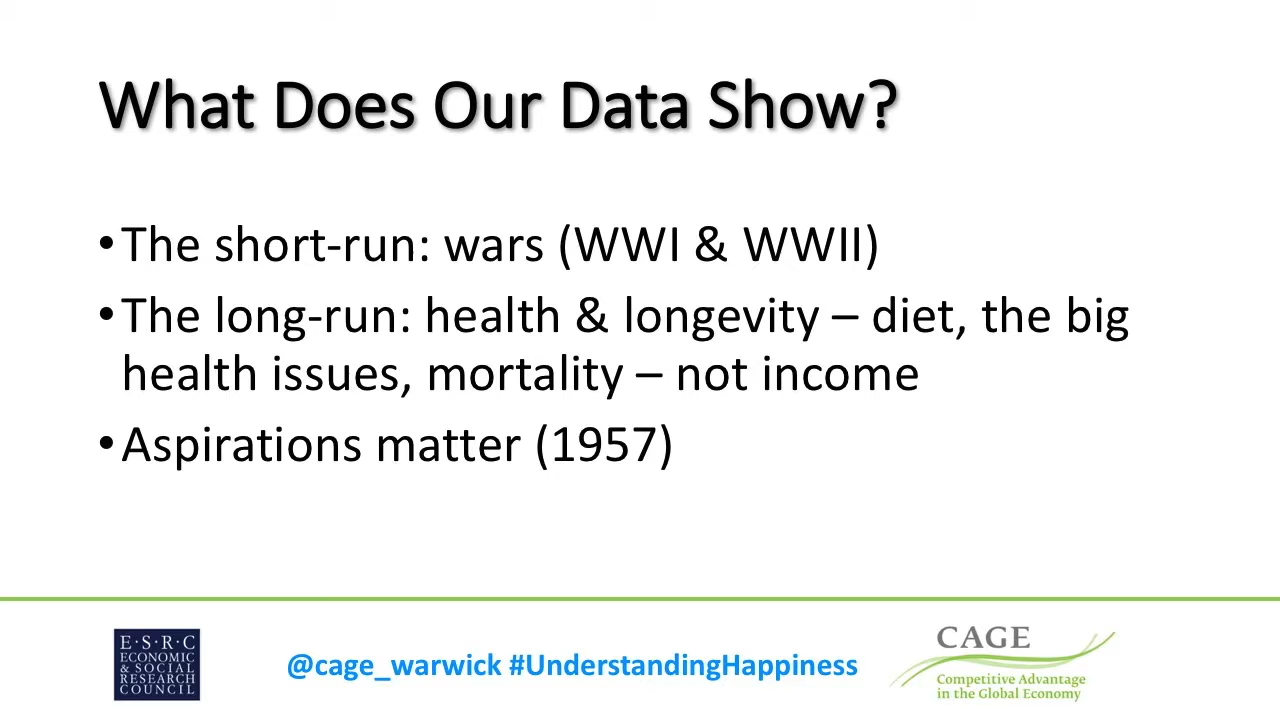 What Does Our Data Show?
•The short-run: wars (WWI & WWII)
•The long-run: health & longevity – diet, the big
health issues, mortality – not income
•Aspirations matter (1957)
E·S·R·C
ECONOMIC
& SOCIAL
RESEARCH
COUNCIL
@cage_warwick #UnderstandingHappiness
CAGE
Competitive Advantage
in the Global Economy